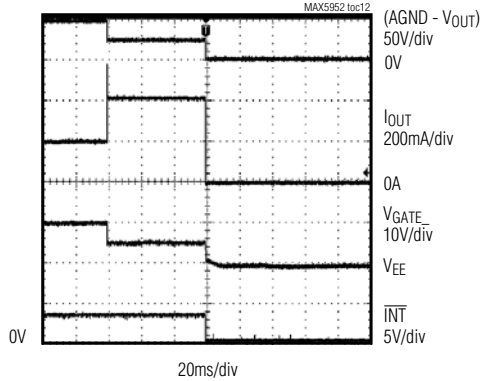 MAX5952 toc12
(AGND - VOUT)
50V/div
0V
IOUT
200mA/div
0A
VGATE_
10V/div
VEE
INT
5V/div
0V
20ms/div